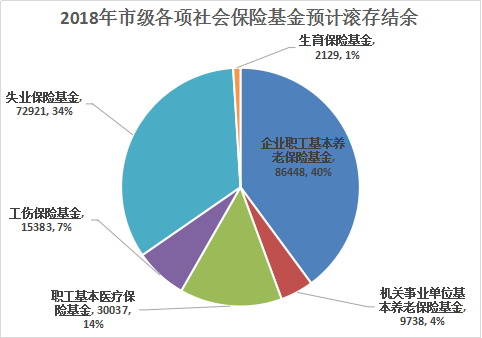 2018年市级各项社会保险基金预计滚存结余
生育保险基金,
2129, 1%
失业保险基金,
72921, 34%
企业职工基本养
老保险基金,
86448, 40%
工伤保险基金,
15383, 7%
职工基本医疗保
险基金, 30037,
14%
机关事业单位基
本养老保险基金,
9738, 4%